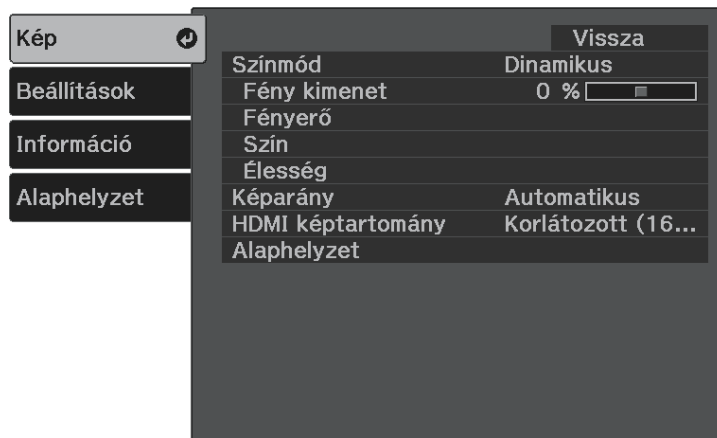 Kép
Beállítások
Információ
Alaphelyzet
Vissza
Színmód Dinamikus
Fény kimenet 0 %
Fényerő
Szín
Élesség
Képarány Automatikus
HDMI képtartomány Korlátozott (16...
Alaphelyzet